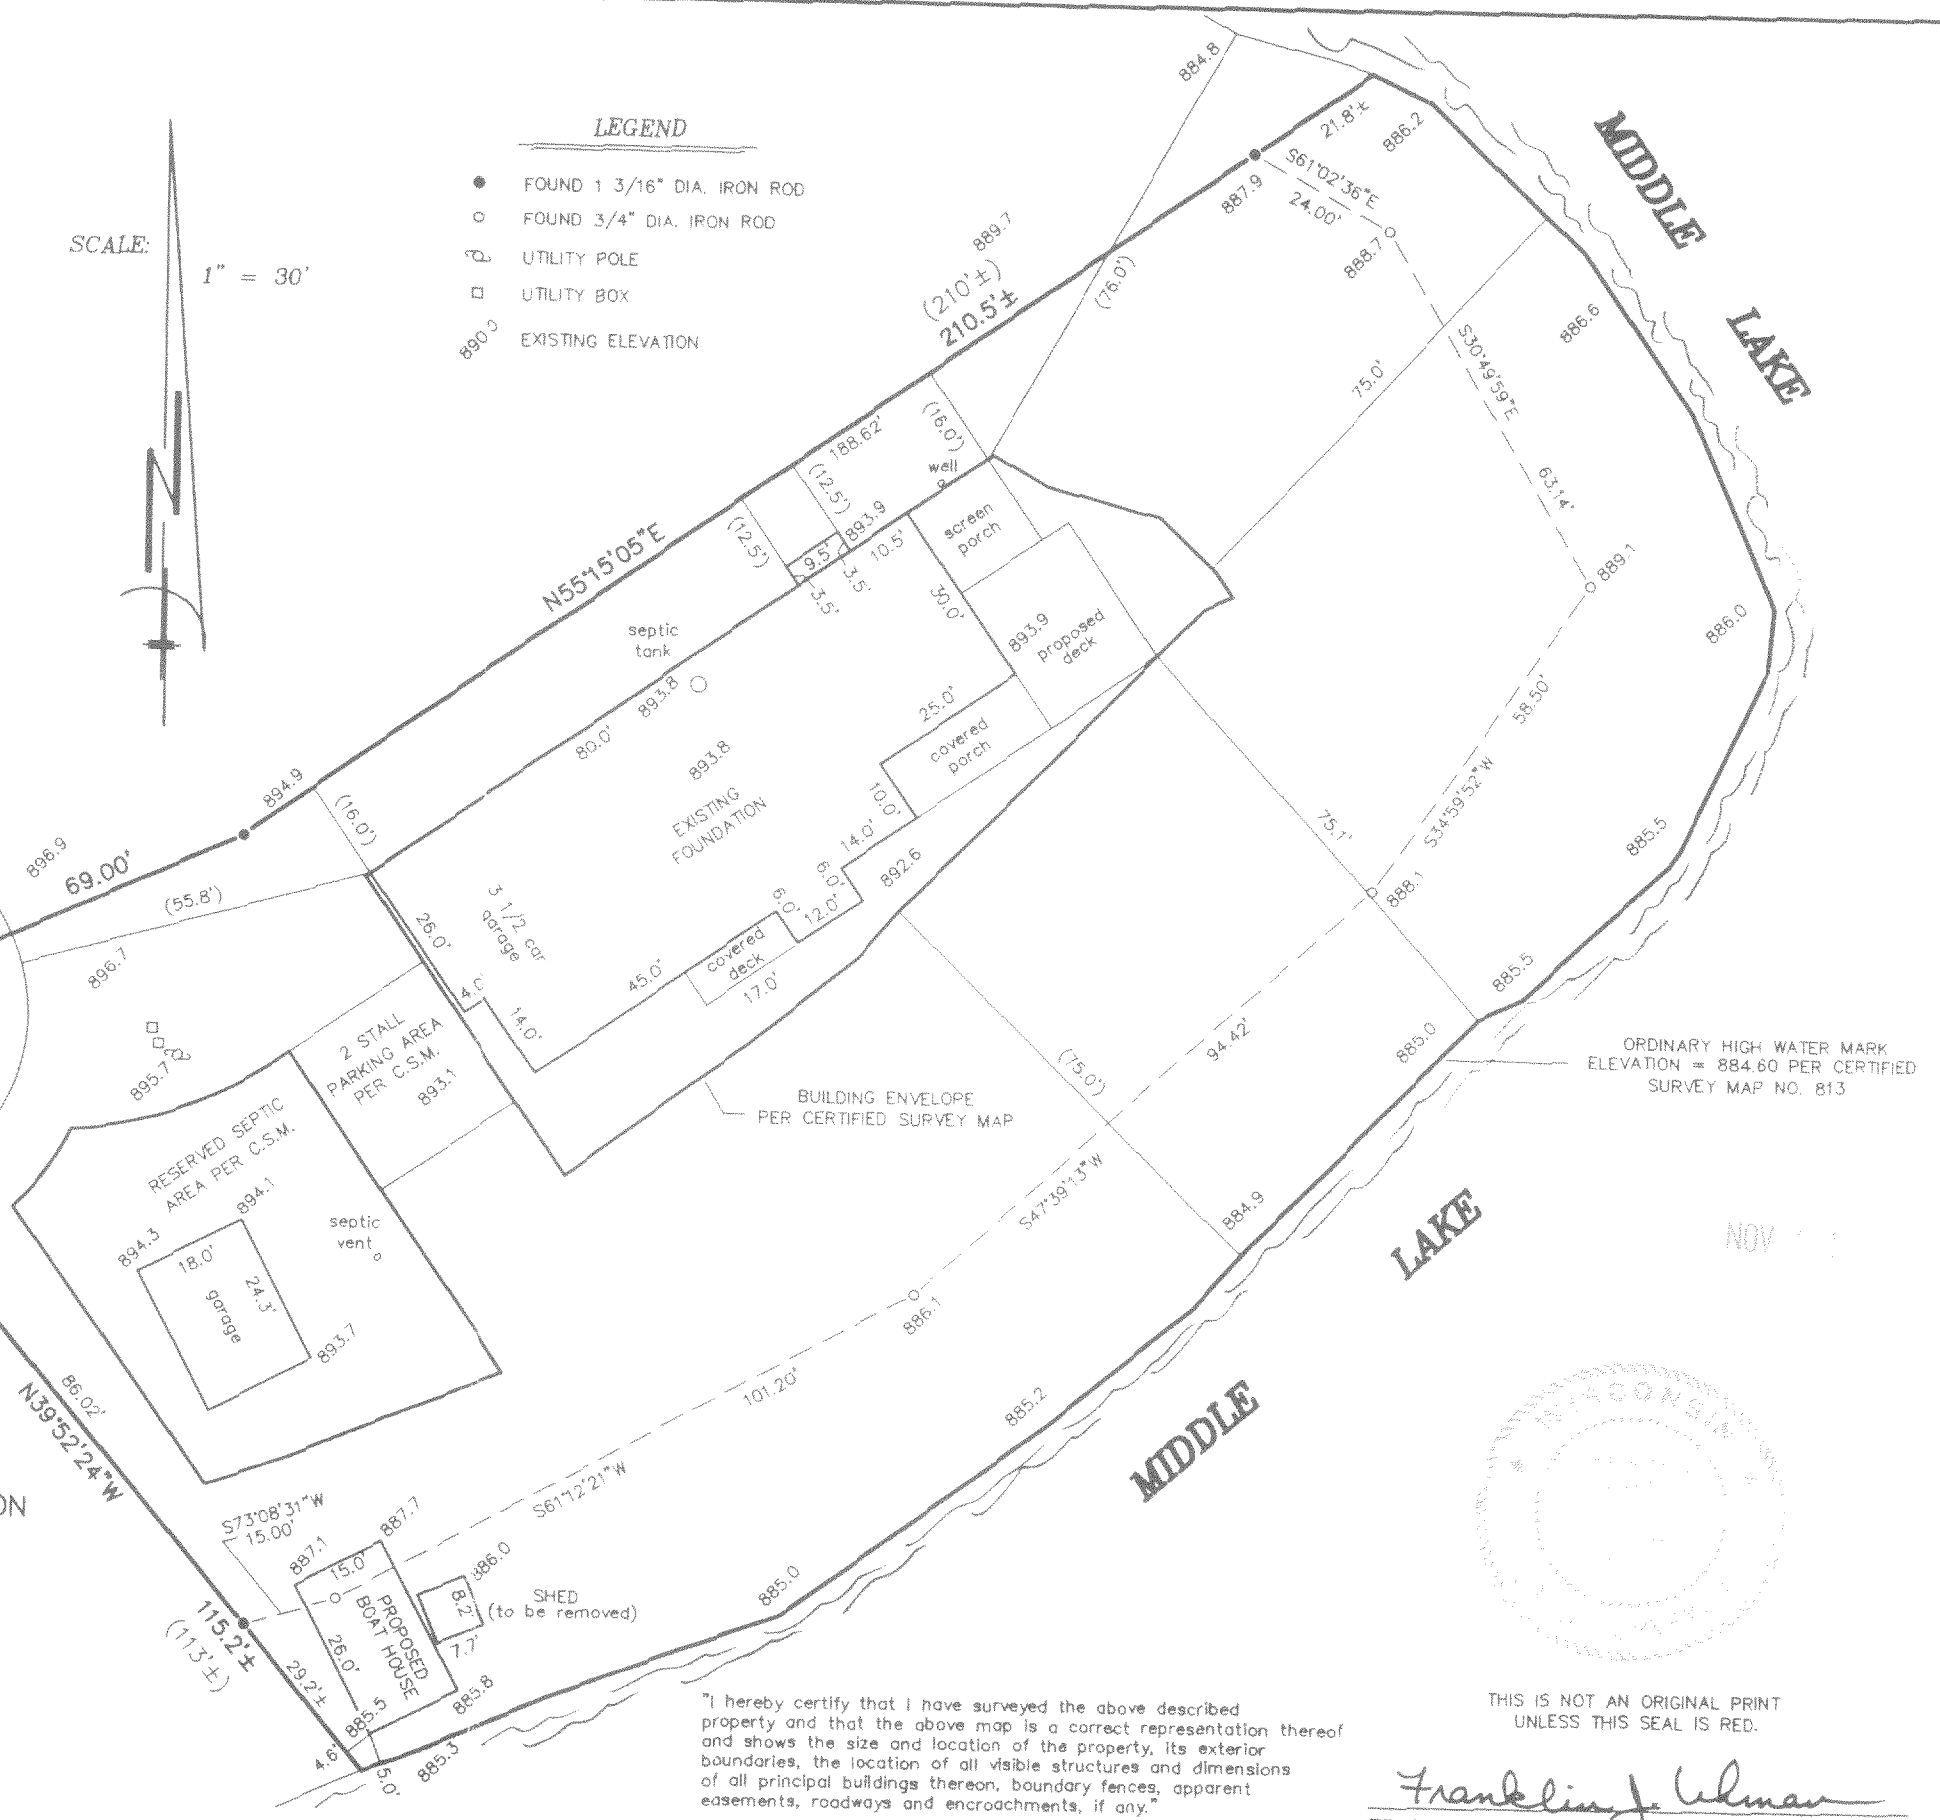 LEGEND
FOUND 1 3/16" DIA. IRON ROD
FOUND 3/4" DIA. IRON ROD
UTILITY POLE
UTILITY BOX
EXISTING ELEVATION
SCALE:
1" = 30'
N
884.8
21.8'±
886.2
S61°02'36"E
24.00'
887.9
888.7
MIDDLE
LAKE
889.7
(210'±)
210.5'±
(76.0')
S30°49'59"E
63.14'
75.0'
886.6
188.62'
(16.0')
(12.5')
(12.5')
well
893.9
9.5'
10.5'
3.5'
3.5'
screen
porch
30.0'
893.9
proposed
deck
889.1
886.0
N55°15'05"E
septic
tank
893.8
80.0'
893.8
EXISTING
FOUNDATION
25.0'
covered
porch
10.0'
14.0'
6.0'
12.0'
6.0'
892.6
58.50'
S34°59'52"W
75.1'
885.5
888.1
894.9
(16.0')
896.9
69.00'
(55.8')
896.7
3 1/2 car
garage
26.0'
4.0'
14.0'
45.0'
covered
deck
17.0'
895.7
2 STALL
PARKING AREA
PER C.S.M.
893.1
BUILDING ENVELOPE
PER CERTIFIED SURVEY MAP
(75.0')
94.42'
885.5
885.0
ORDINARY HIGH WATER MARK
ELEVATION = 884.60 PER CERTIFIED
SURVEY MAP NO. 813
RESERVED SEPTIC
AREA PER C.S.M.
894.1
894.3
18.0'
24.3'
garage
893.7
septic
vent
S47°39'13"W
884.9
LAKE
MIDDLE
NOV
886.1
101.20'
885.2
86.02'
N39°52'24"W
ON
S61°12'21"W
S73°08'31"W
15.00'
887.7
887.1
15.0'
PROPOSED
BOAT HOUSE
26.0'
886.0
8.2'
7.7'
SHED
(to be removed)
885.0
115.2'±
(113'±)
29.2'±
885.5
885.8
4.6'
5.0'
885.3
WISCONSIN
THIS IS NOT AN ORIGINAL PRINT
UNLESS THIS SEAL IS RED.
"I hereby certify that I have surveyed the above described
property and that the above map is a correct representation thereof
and shows the size and location of the property, its exterior
boundaries, the location of all visible structures and dimensions
of all principal buildings thereon, boundary fences, apparent
easements, roadways and encroachments, if any."
Franklin J.